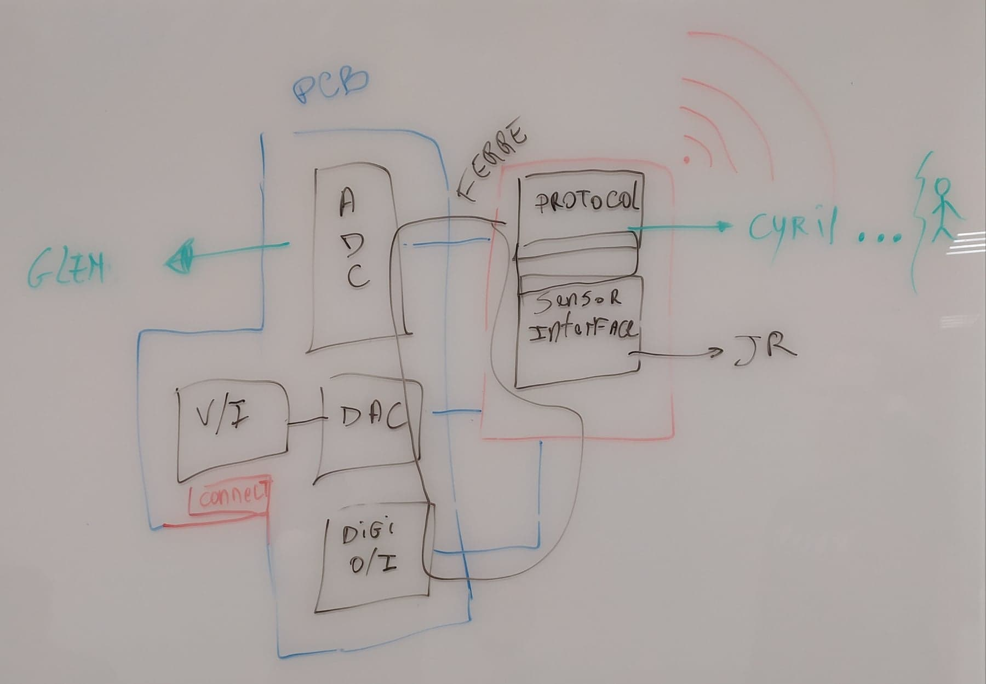 PCB
FERRE
A
D
C
PROTOCOL
CYRil ...
GLEN
SENSOR
INterFACE
JR
V/I
DAC
connect
DiGi
O/I